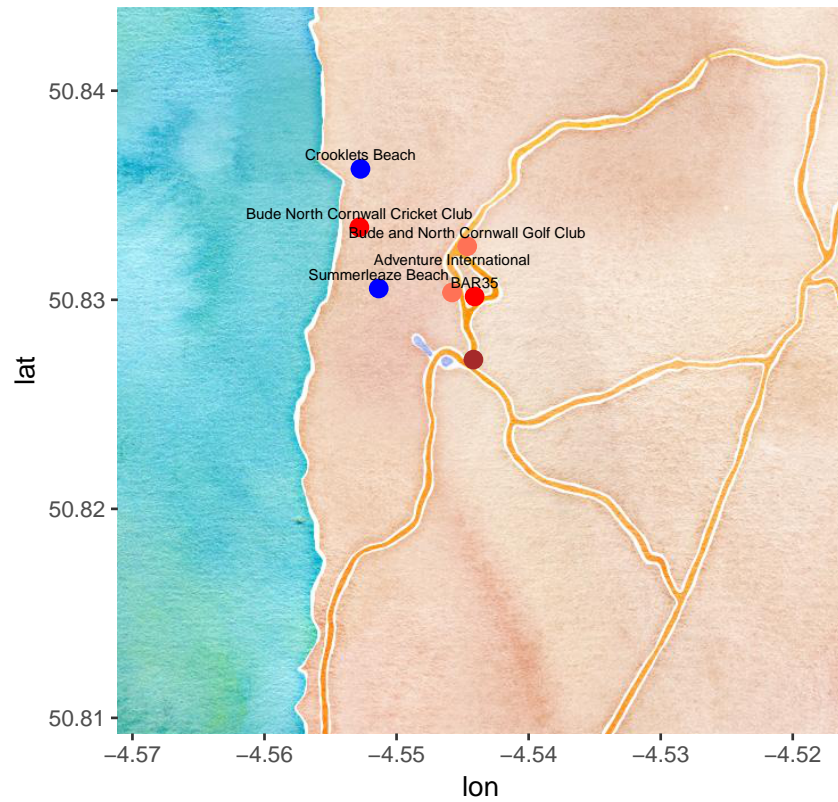 50.84
Crooklets Beach
Bude North Cornwall Cricket Club
Bude and North Cornwall Golf Club
Adventure International
Summerleaze Beach
BAR35
50.83
lat
50.82
50.81
−4.57 −4.56 −4.55 −4.54 −4.53 −4.52
lon